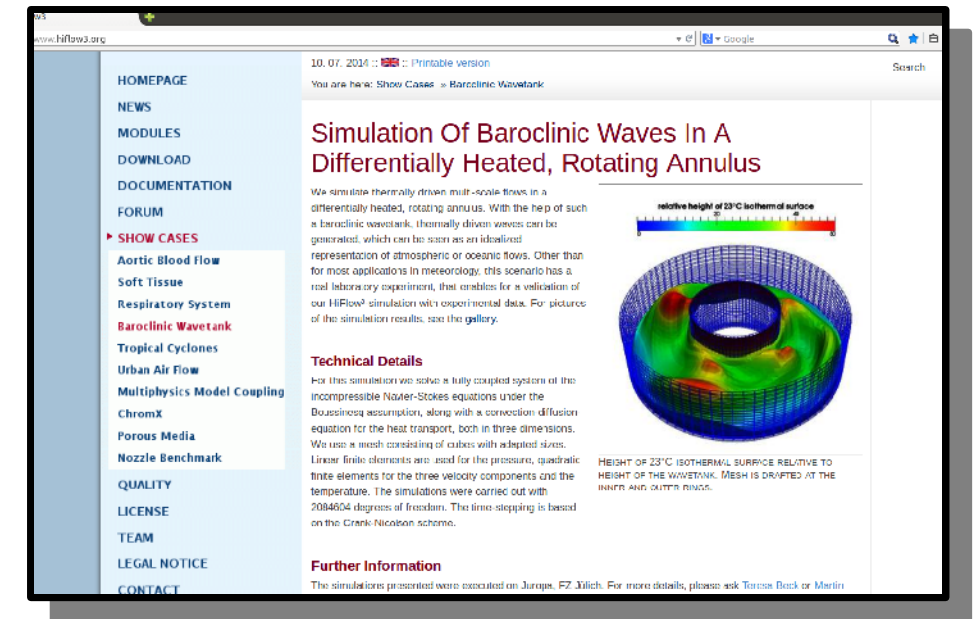 w3
www.hiflow3.org
Google
HOMEPAGE
NEWS
MODULES
DOWNLOAD
DOCUMENTATION
FORUM
SHOW CASES
Aortic Blood Flow
Soft Tissue
Respiratory System
Baroclinic Wavetank
Tropical Cyclones
Urban Air Flow
Multiphysics Model Coupling
ChromX
Porous Media
Nozzle Benchmark
QUALITY
LICENSE
TEAM
LEGAL NOTICE
CONTACT
10. 07. 2014 :: :: Printable version
Search
You are here: Show Cases » Baroclinic Wavetank
Simulation Of Baroclinic Waves In A
Differentially Heated, Rotating Annulus
We simulate thermally driven multi-scale flows in a
differentially heated, rotating annulus. With the help of such
a baroclinic wavetank, thermally driven waves can be
generated, which can be seen as an idealized
representation of atmospheric or oceanic flows. Other than
for most applications in meteorology, this scenario has a
real laboratory experiment, that enables for a validation of
our HiFlow³ simulation with experimental data. For pictures
of the simulation results, see the gallery.
relative height of 23°C isothermal surface
20 40
0 60
HEIGHT OF 23°C ISOTHERMAL SURFACE RELATIVE TO
HEIGHT OF THE WAVETANK. MESH IS DRAFTED AT THE
INNER AND OUTER RINGS.
Technical Details
For this simulation we solve a fully coupled system of the
incompressible Navier-Stokes equations under the
Boussinesq assumption, along with a convection diffusion
equation for the heat transport, both in three dimensions.
We use a mesh consisting of cubes with adapted sizes.
Linear finite elements are used for the pressure, quadratic
finite elements for the three velocity components and the
temperature. The simulations were carried out with
2084604 degrees of freedom. The time-stepping is based
on the Crank-Nicolson scheme.
Further Information
The simulations presented were executed on Juropa, FZ Jülich. For more details, please ask Teresa Beck or Martin